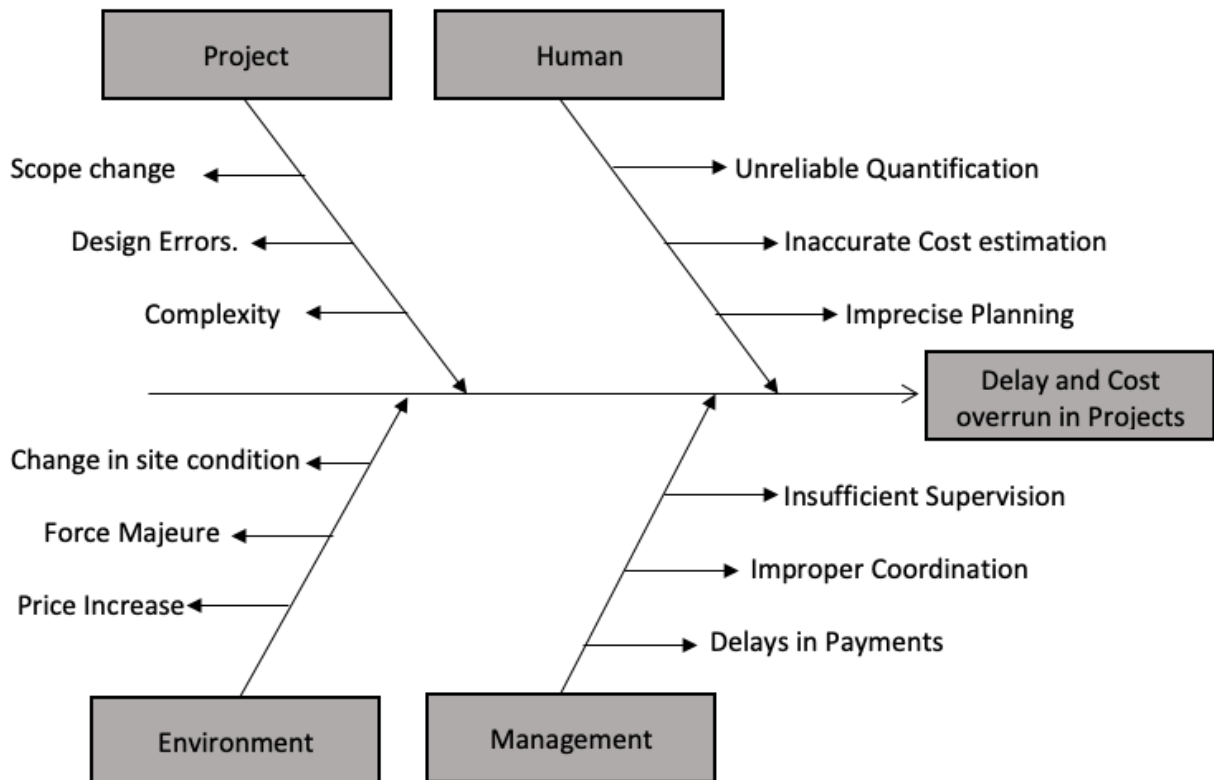 Project
Human
Scope change
Unreliable Quantification
Design Errors.
Inaccurate Cost estimation
Complexity
Imprecise Planning
Delay and Cost
overrun in Projects
Change in site condition
Insufficient Supervision
Force Majeure
Improper Coordination
Price Increase
Delays in Payments
Environment
Management